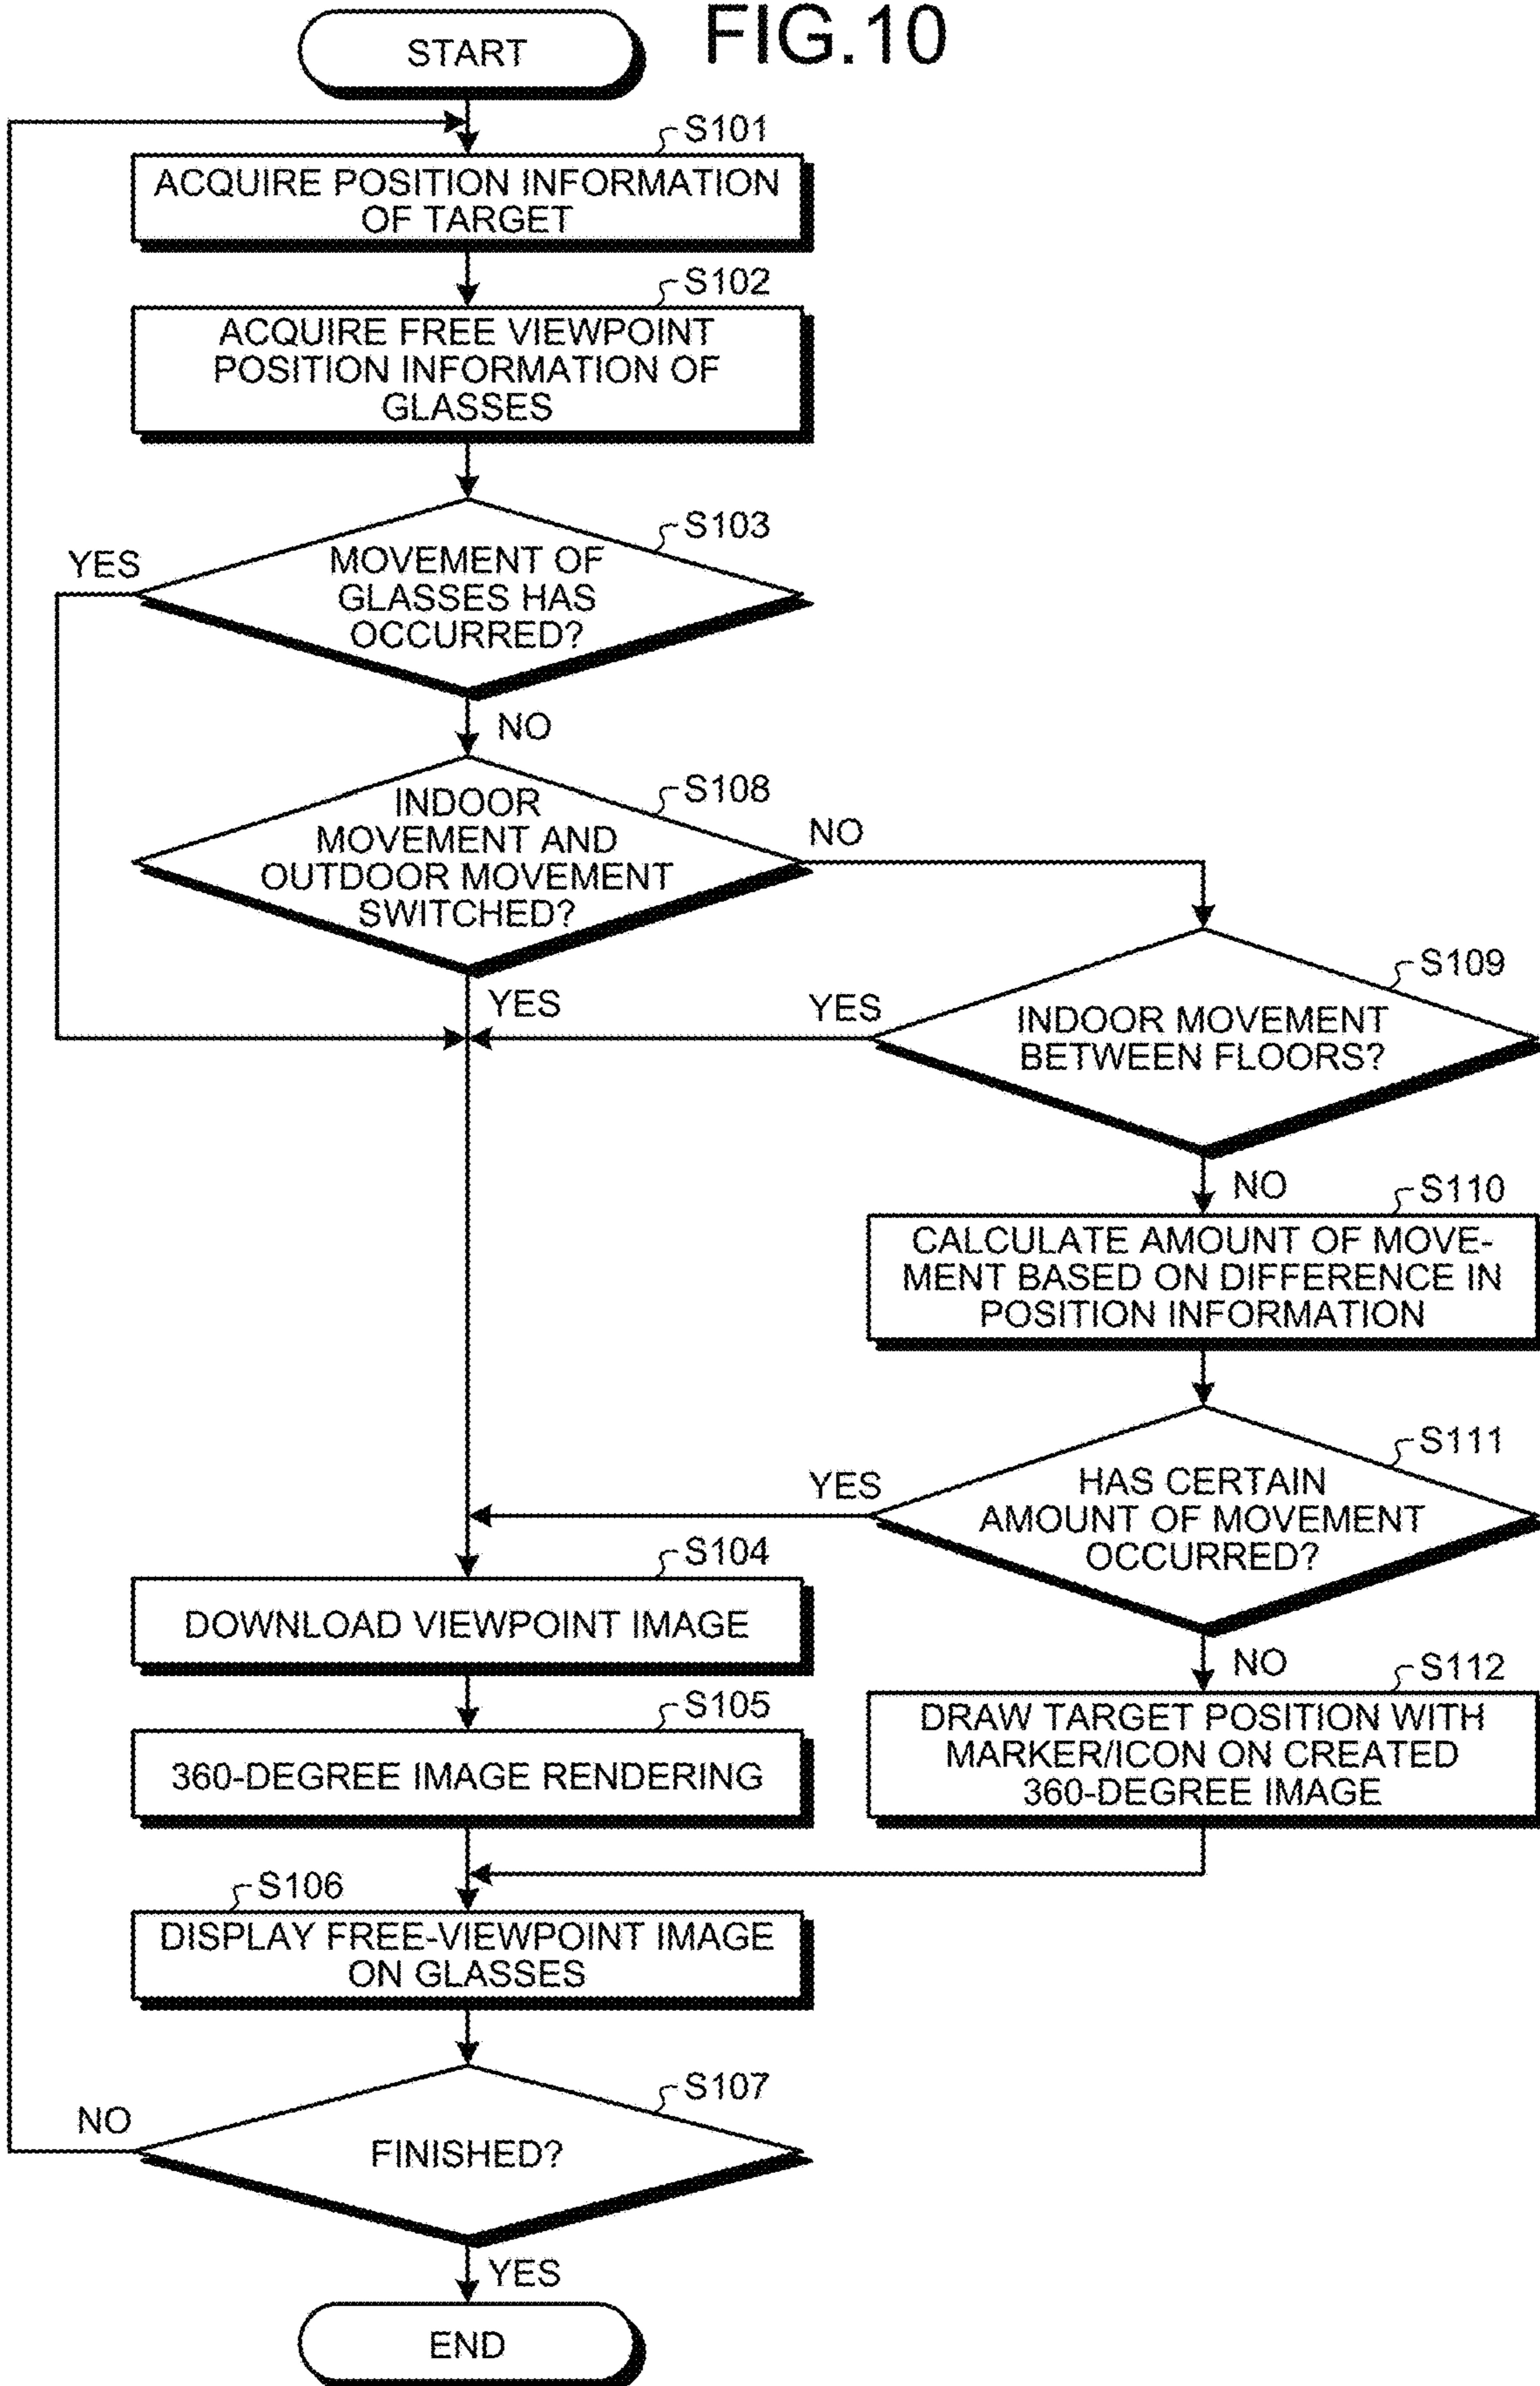 FIG.10
START
S101
ACQUIRE POSITION INFORMATION
OF TARGET
S102
ACQUIRE FREE VIEWPOINT
POSITION INFORMATION OF
GLASSES
S103
YES
MOVEMENT OF
GLASSES HAS
OCCURRED?
NO
S108
INDOOR
MOVEMENT AND
OUTDOOR MOVEMENT
SWITCHED?
NO
YES
S109
YES
INDOOR MOVEMENT
BETWEEN FLOORS?
NO
S110
CALCULATE AMOUNT OF MOVE-
MENT BASED ON DIFFERENCE IN
POSITION INFORMATION
S111
YES
HAS CERTAIN
AMOUNT OF MOVEMENT
OCCURRED?
S104
DOWNLOAD VIEWPOINT IMAGE
NO
S112
DRAW TARGET POSITION WITH
MARKER/ICON ON CREATED
360-DEGREE IMAGE
S105
360-DEGREE IMAGE RENDERING
S106
DISPLAY FREE-VIEWPOINT IMAGE
ON GLASSES
S107
NO
FINISHED?
YES
END